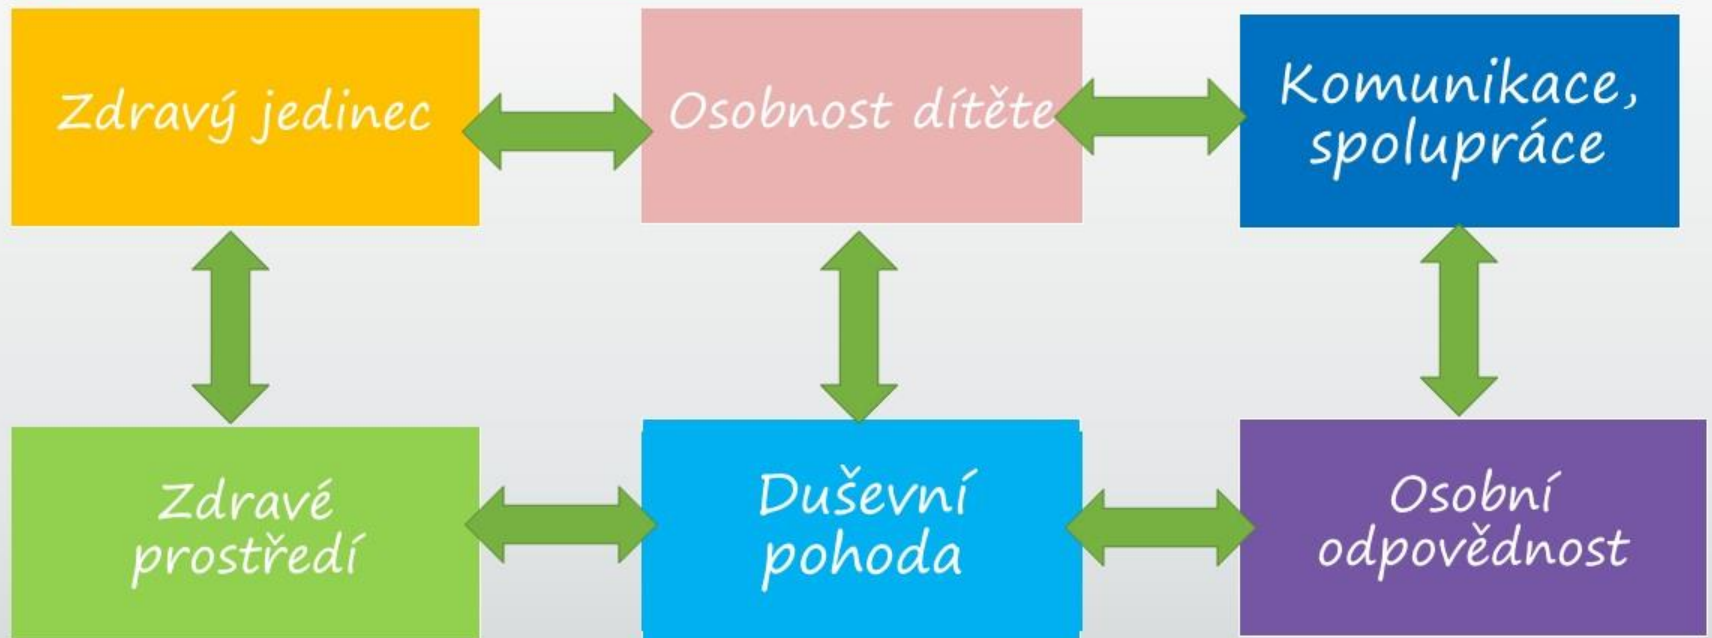 Zdravý jedinec
Osobnost dítěte
Komunikace,
spolupráce
Zdravé
prostředí
Duševní
pohoda
Osobní
odpovědnost